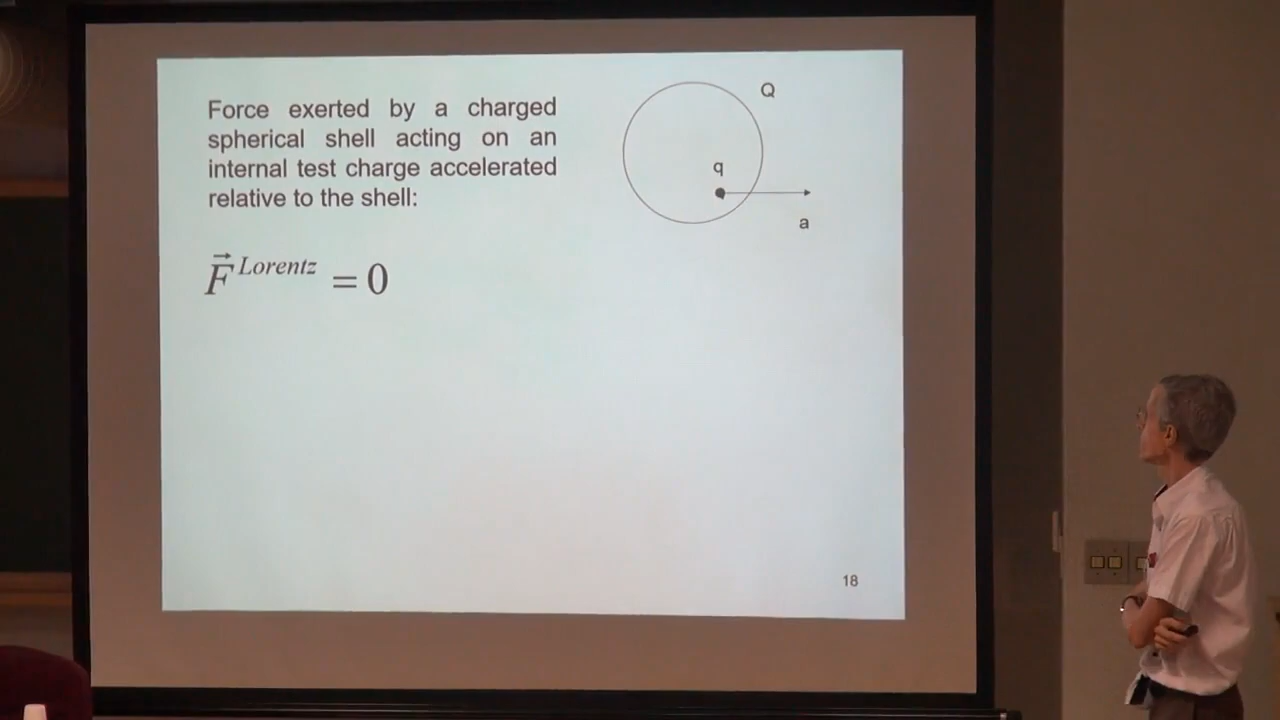 Force exerted by a charged
spherical shell acting on an
internal test charge accelerated
relative to the shell:
Q
q
a
F⃗ ᴸᵒʳᵉⁿᵗᶻ = 0
18